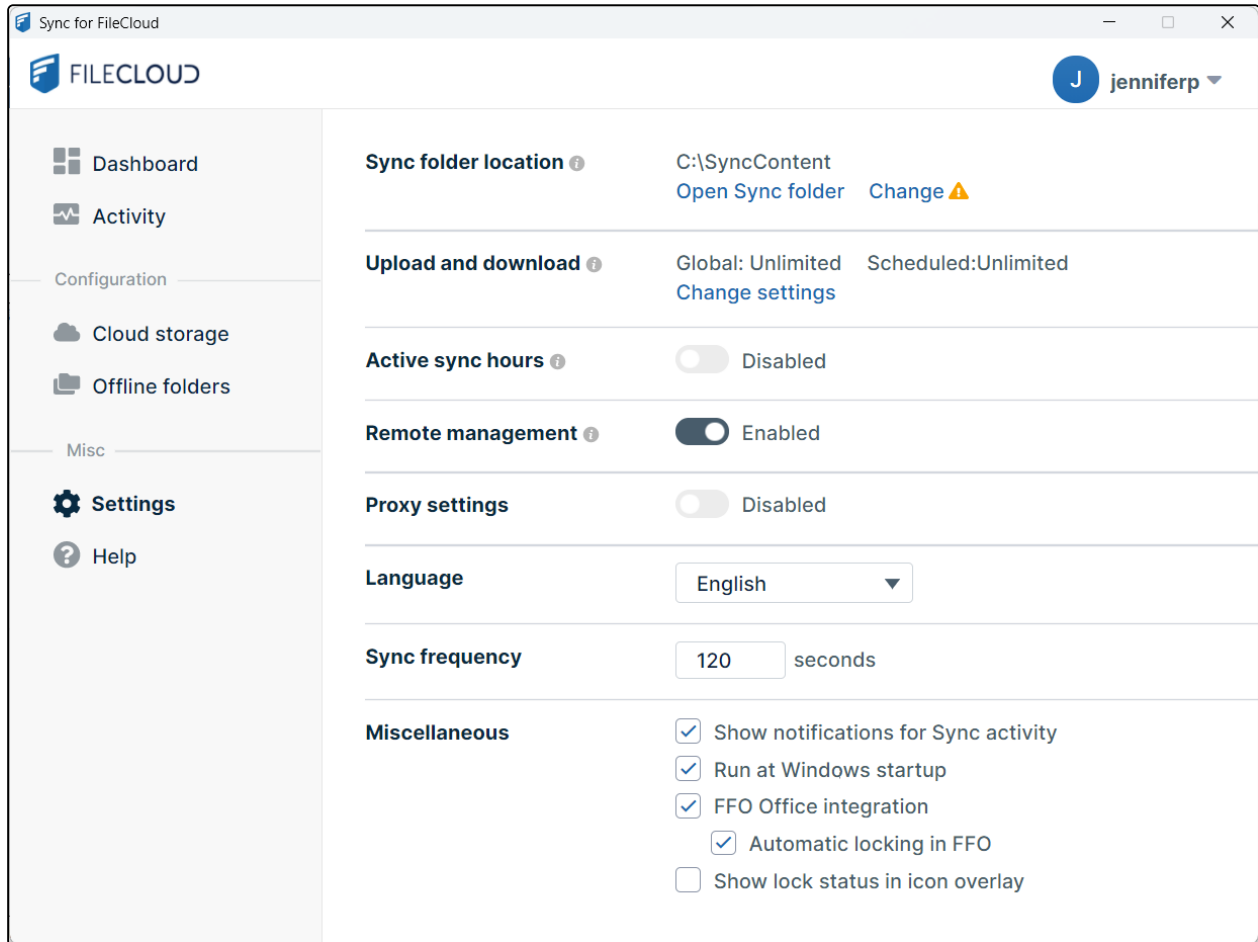 Sync for FileCloud
FILECLOUD
J jenniferp
Dashboard
Activity
Configuration
Cloud storage
Offline folders
Misc
Settings
Help
Sync folder location
C:\SyncContent
Open Sync folder Change
Upload and download
Global: Unlimited Scheduled:Unlimited
Change settings
Active sync hours
Disabled
Remote management
Enabled
Proxy settings
Disabled
Language
English
Sync frequency
120 seconds
Miscellaneous
Show notifications for Sync activity
Run at Windows startup
FFO Office integration
Automatic locking in FFO
Show lock status in icon overlay